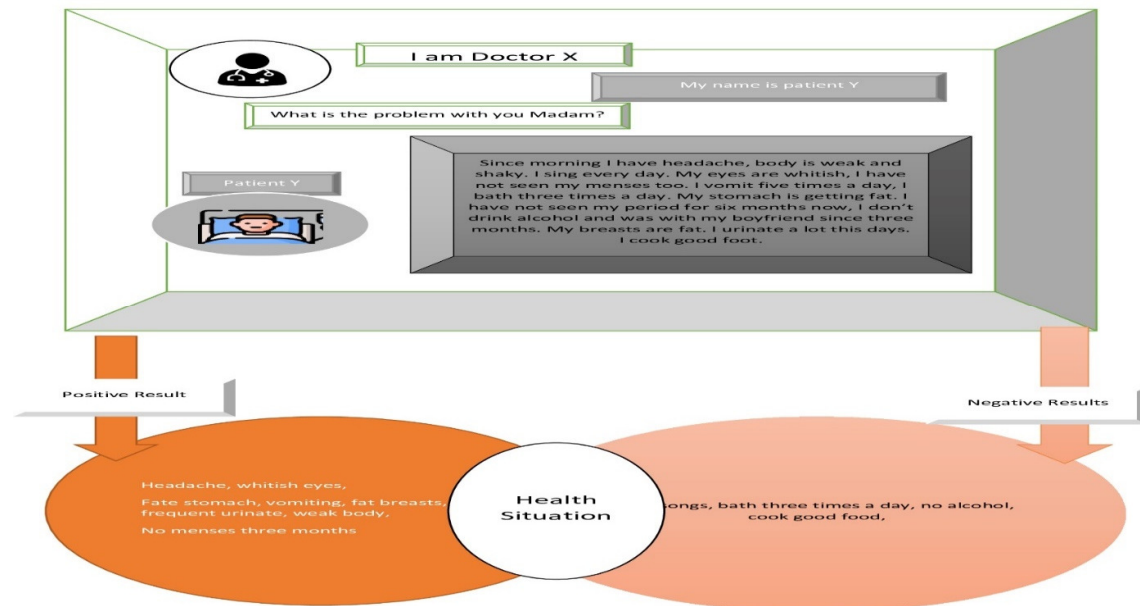 I am Doctor X
My name is patient Y
What is the problem with you Madam?
Since morning I have headache, body is weak and
shaky. I sing every day. My eyes are whitish, I have
not seen my menses too. I vomit five times a day, I
bath three times a day. My stomach is getting fat. I
have not seen my period for six months now, I don't
drink alcohol and was with my boyfriend since three
months. My breasts are fat. I urinate a lot this days.
I cook good foot.
Patient Y
Positive Result
Negative Results
Headache, whitish eyes,
Fate stomach, vomiting, fat breasts,
frequent urinate, weak body,
No menses three months
Health
Situation
ongs, bath three times a day, no alcohol,
cook good food,